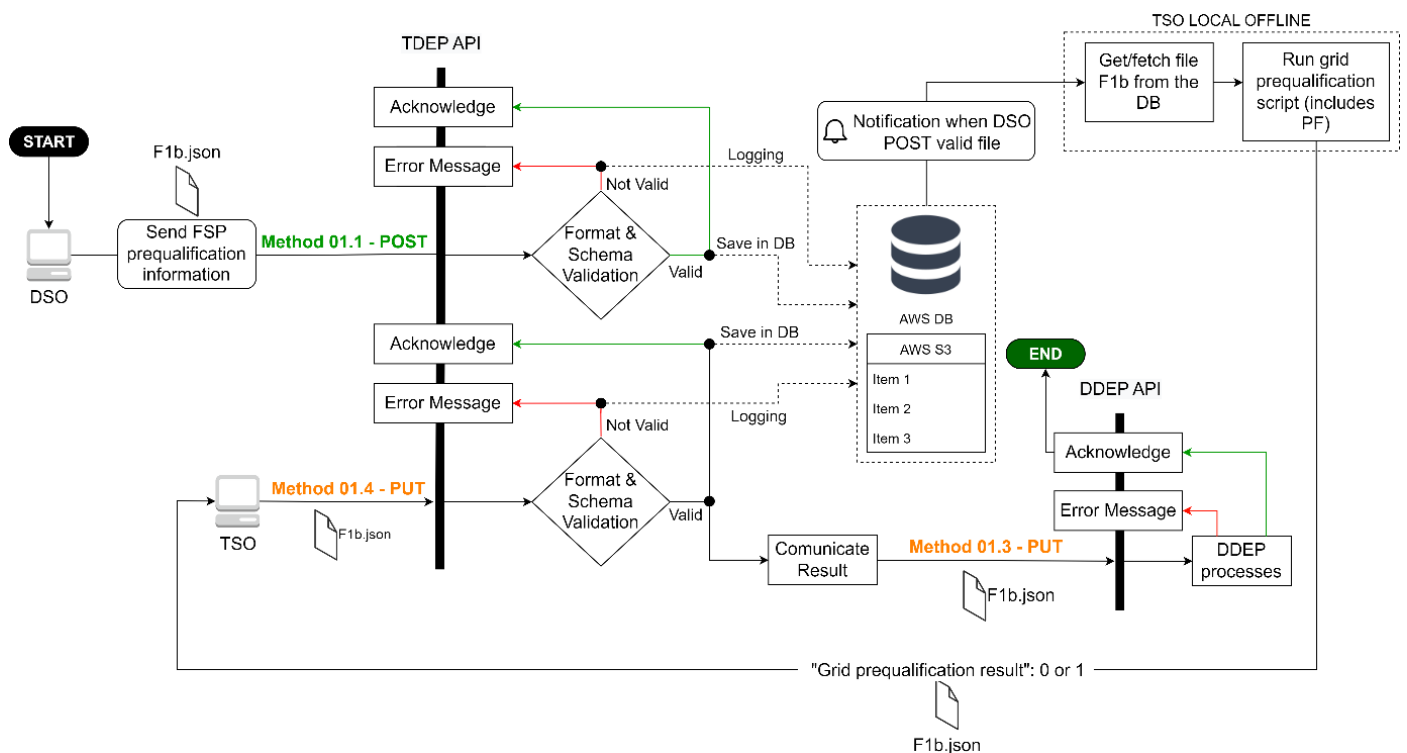 TSO LOCAL OFFLINE
TDEP API
Get/fetch file
F1b from the
DB
Run grid
prequalification
script (includes
PF)
Acknowledge
Notification when DSO
POST valid file
START
F1b.json
Error Message
Logging
Not Valid
Send FSP
prequalification
information
Method 01.1 - POST
Format &
Schema
Validation
Save in DB
Valid
DSO
AWS DB
Acknowledge
Save in DB
AWS S3
END
Item 1
Item 2
Item 3
DDEP API
Error Message
Logging
Not Valid
Acknowledge
Method 01.4 - PUT
Format &
Schema
Validation
Valid
Error Message
F1b.json
TSO
Comunicate
Result
Method 01.3 - PUT
DDEP
processes
F1b.json
"Grid prequalification result": 0 or 1
F1b.json